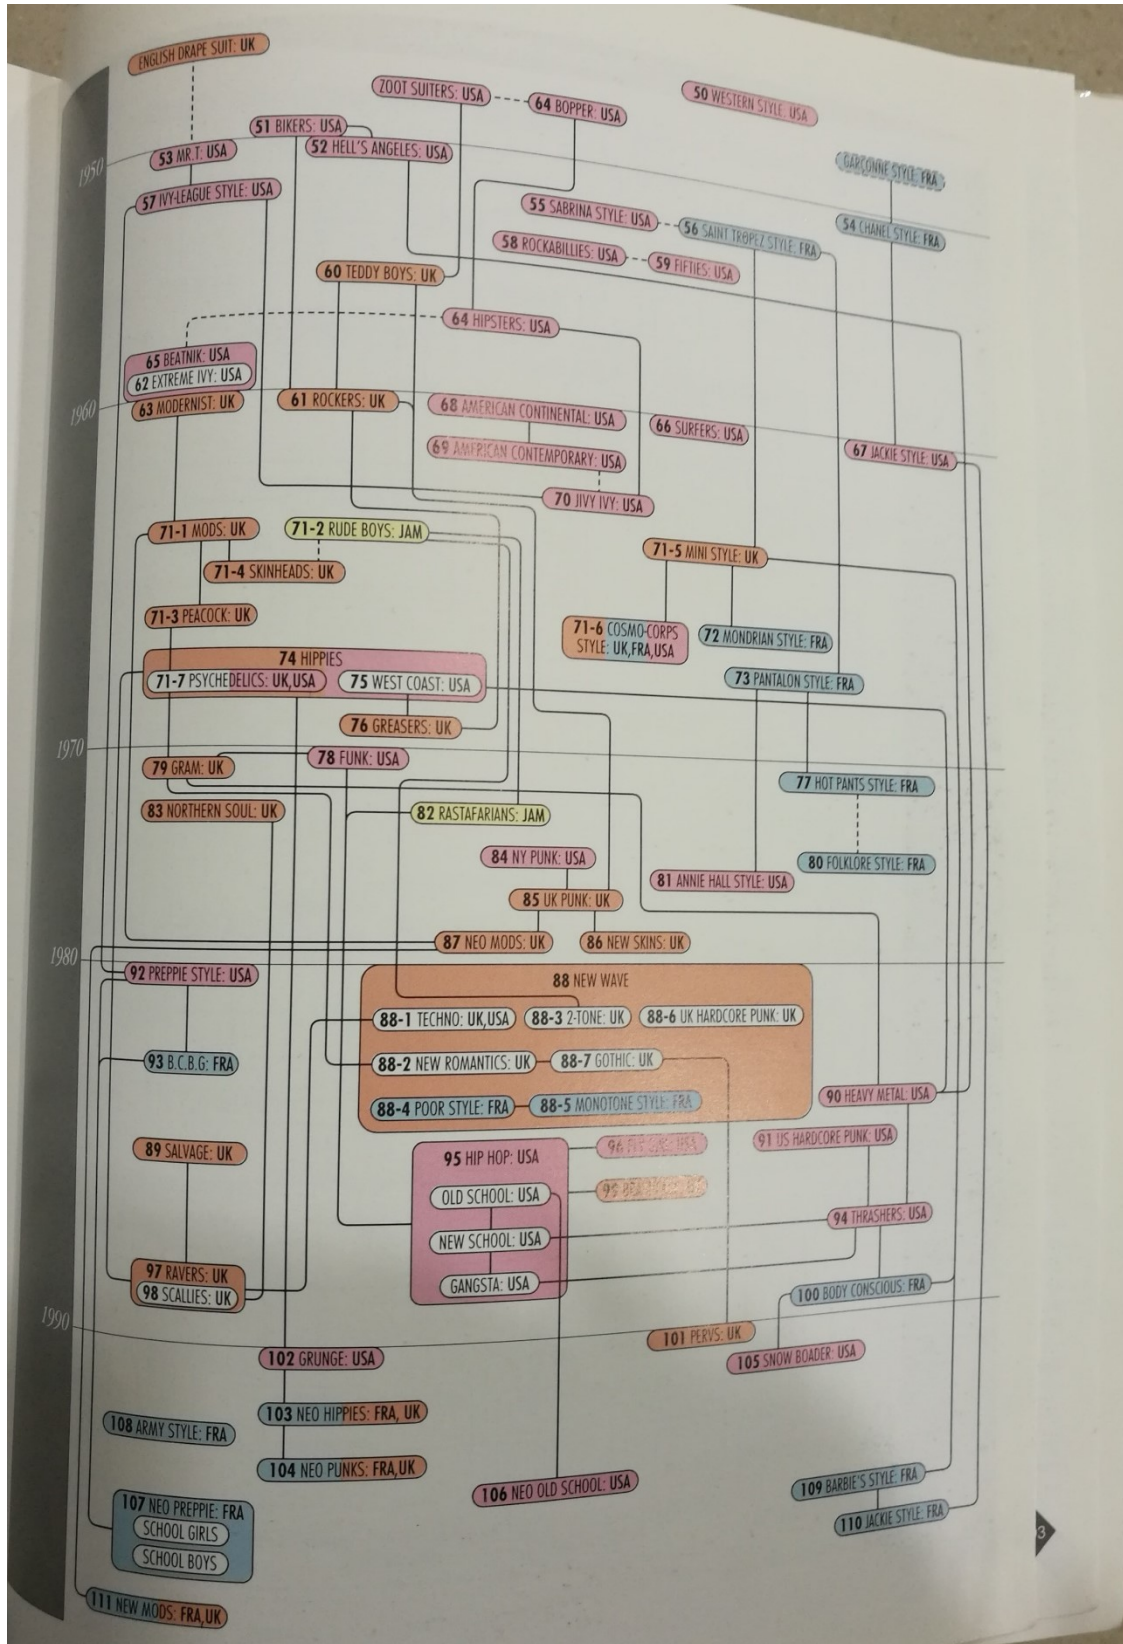 ENGLISH DRAPE SUIT: UK
ZOOT SUITERS: USA
64 BOPPER: USA
50 WESTERN STYLE: USA
51 BIKERS: USA
52 HELL'S ANGELES: USA
53 MR.T: USA
1950
GARÇONNE STYLE: FRA
57 IVY-LEAGUE STYLE: USA
55 SABRINA STYLE: USA
56 SAINT TROPEZ STYLE: FRA
54 CHANEL STYLE: FRA
58 ROCKABILLIES: USA
59 FIFTIES: USA
60 TEDDY BOYS: UK
64 HIPSTERS: USA
65 BEATNIK: USA
62 EXTREME IVY: USA
63 MODERNIST: UK
61 ROCKERS: UK
1960
68 AMERICAN CONTINENTAL: USA
66 SURFERS: USA
69 AMERICAN CONTEMPORARY: USA
67 JACKIE STYLE: USA
70 JIVY IVY: USA
71-1 MODS: UK
71-2 RUDE BOYS: JAM
71-5 MINI STYLE: UK
71-4 SKINHEADS: UK
71-3 PEACOCK: UK
71-6 COSMO-CORPS
STYLE: UK,FRA,USA
72 MONDRIAN STYLE: FRA
74 HIPPIES
71-7 PSYCHEDELICS: UK,USA
75 WEST COAST: USA
73 PANTALON STYLE: FRA
76 GREASERS: UK
1970
79 GRAM: UK
78 FUNK: USA
77 HOT PANTS STYLE: FRA
83 NORTHERN SOUL: UK
82 RASTAFARIANS: JAM
84 NY PUNK: USA
80 FOLKLORE STYLE: FRA
81 ANNIE HALL STYLE: USA
85 UK PUNK: UK
87 NEO MODS: UK
86 NEW SKINS: UK
1980
92 PREPPIE STYLE: USA
88 NEW WAVE
88-1 TECHNO: UK,USA
88-3 2-TONE: UK
88-6 UK HARDCORE PUNK: UK
93 B.C.B.G: FRA
88-2 NEW ROMANTICS: UK
88-7 GOTHIC: UK
88-4 POOR STYLE: FRA
88-5 MONOTONE STYLE: FRA
90 HEAVY METAL: USA
89 SALVAGE: UK
95 HIP HOP: USA
96
91 US HARDCORE PUNK: USA
OLD SCHOOL: USA
99
94 THRASHERS: USA
NEW SCHOOL: USA
GANGSTA: USA
97 RAVERS: UK
98 SCALLIES: UK
100 BODY CONSCIOUS: FRA
1990
101 PERVS: UK
102 GRUNGE: USA
105 SNOW BOADER: USA
103 NEO HIPPIES: FRA, UK
108 ARMY STYLE: FRA
104 NEO PUNKS: FRA,UK
106 NEO OLD SCHOOL: USA
109 BARBIE'S STYLE: FRA
107 NEO PREPPIE: FRA
SCHOOL GIRLS
SCHOOL BOYS
110 JACKIE STYLE: FRA
3
111 NEW MODS: FRA,UK